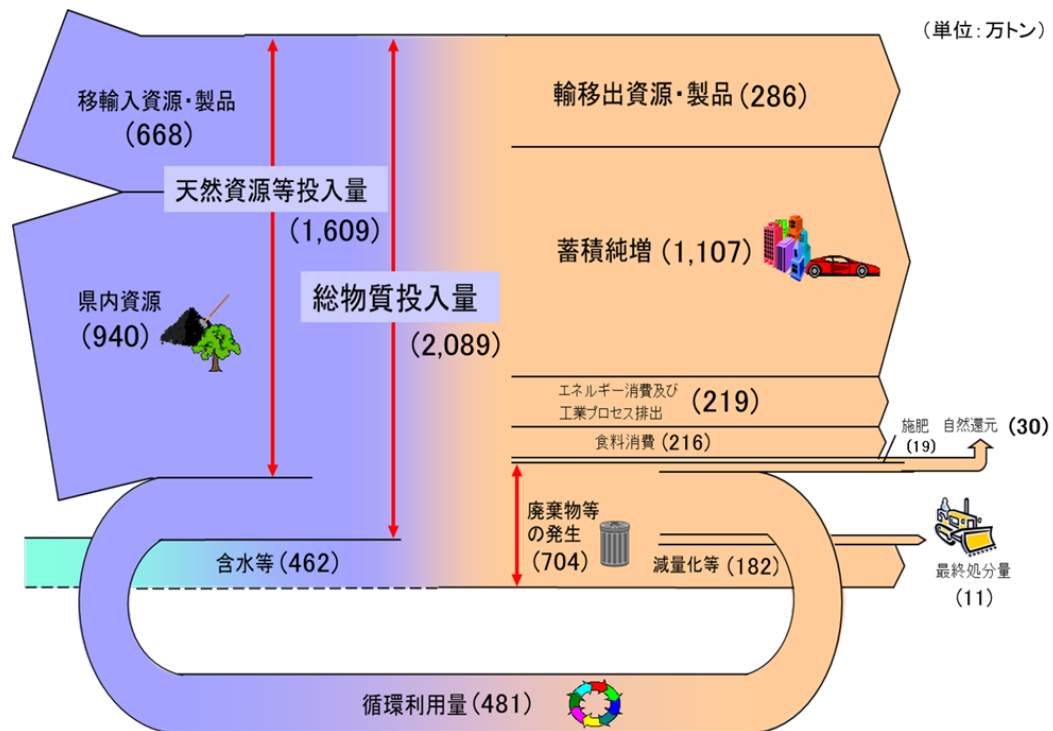 (単位:万トン)
移輸入資源・製品
(668)
輸移出資源・製品(286)
天然資源等投入量
(1,609)
蓄積純増(1,107)
総物質投入量
(2,089)
県内資源
(940)
エネルギー消費及び
工業プロセス排出
(219)
食料消費(216)
施肥
(19)
自然還元(30)
廃棄物等
の発生
(704)
含水等(462)
減量化等(182)
最終処分量
(11)
循環利用量(481)